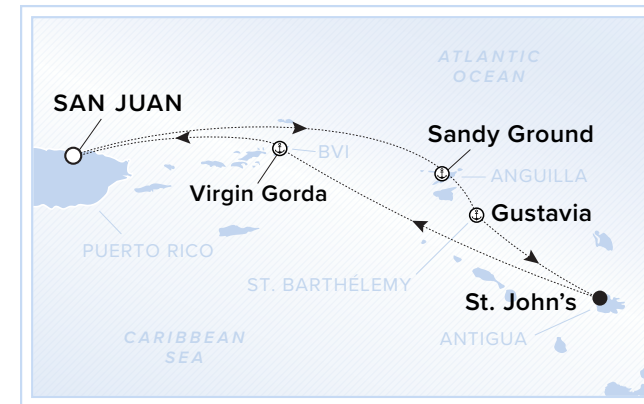 ATLANTIC
OCEAN
SAN JUAN
Sandy Ground
BVI
ANGUILLA
Virgin Gorda
Gustavia
PUERTO RICO
ST. BARTHÉLEMY
St. John's
CARIBBEAN
SEA
ANTIGUA